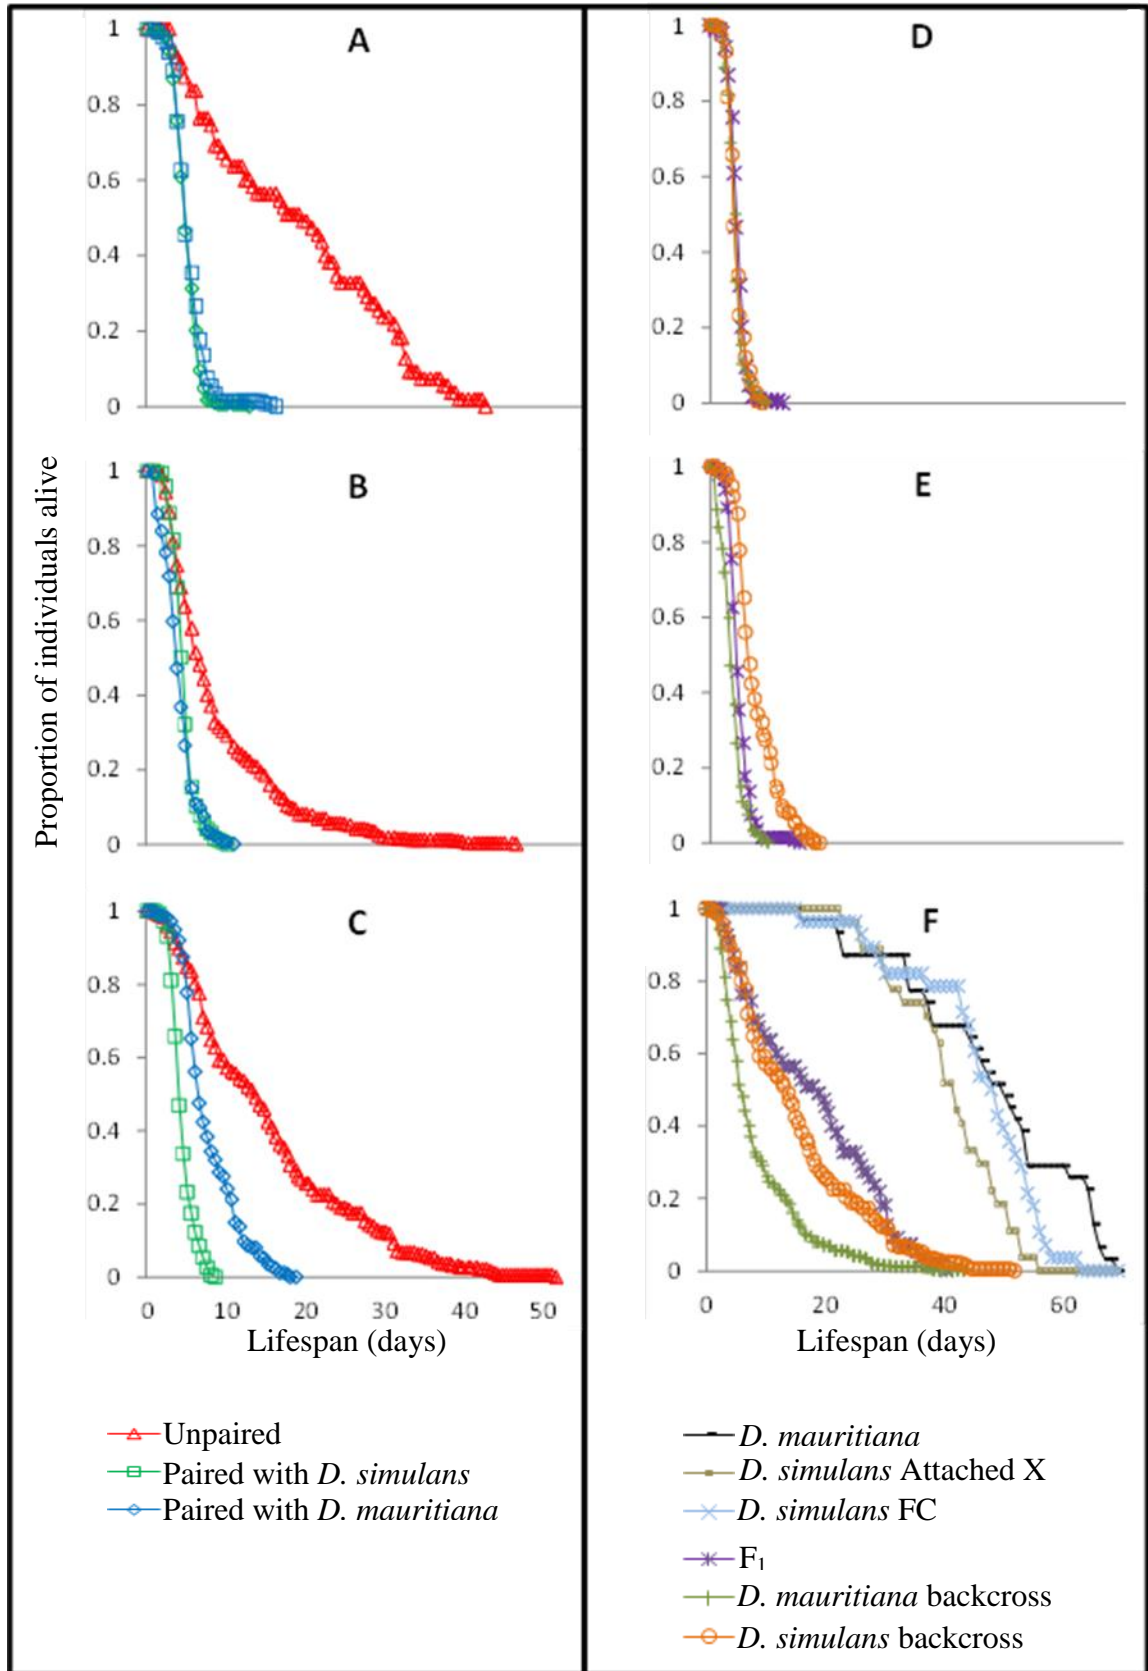 A
1
0.8
0.6
0.4
0.2
0
B
1
0.8
0.6
0.4
0.2
0
C
1
0.8
0.6
0.4
0.2
0
0 10 20 30 40 50
Lifespan (days)
Proportion of individuals alive
Unpaired
Paired with D. simulans
Paired with D. mauritiana
D
1
0.8
0.6
0.4
0.2
0
E
1
0.8
0.6
0.4
0.2
0
F
1
0.8
0.6
0.4
0.2
0
0 20 40 60
Lifespan (days)
D. mauritiana
D. simulans Attached X
D. simulans FC
F₁
D. mauritiana backcross
D. simulans backcross